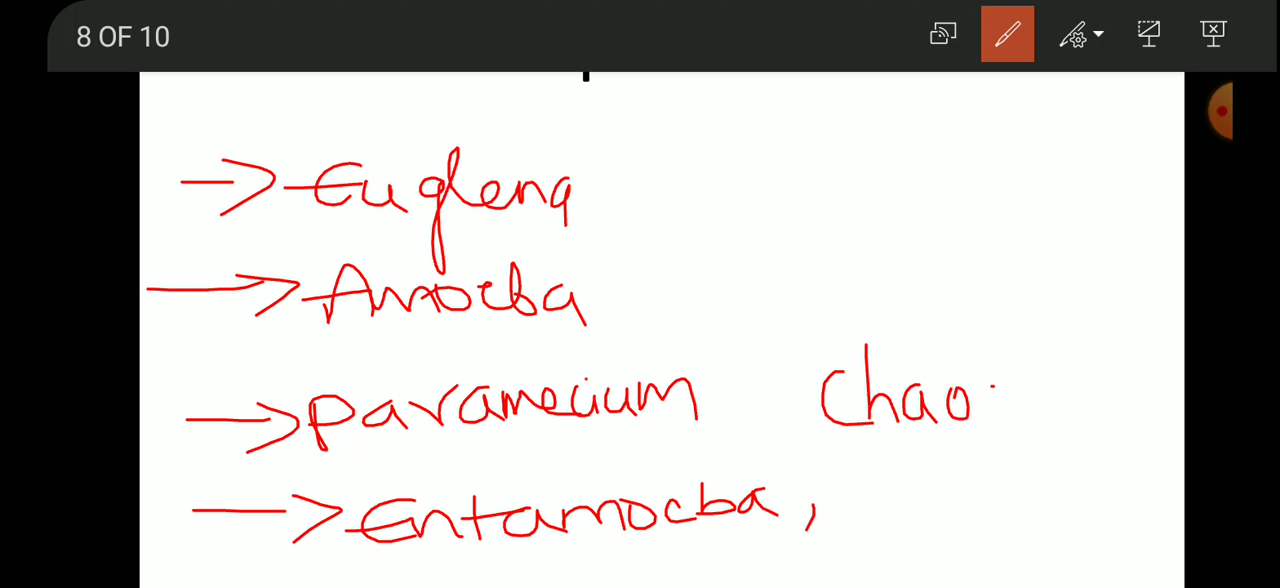 8 OF 10
→ Euglena
→ Amoeba
→ Paramecium Chao.
→ Entamoeba,